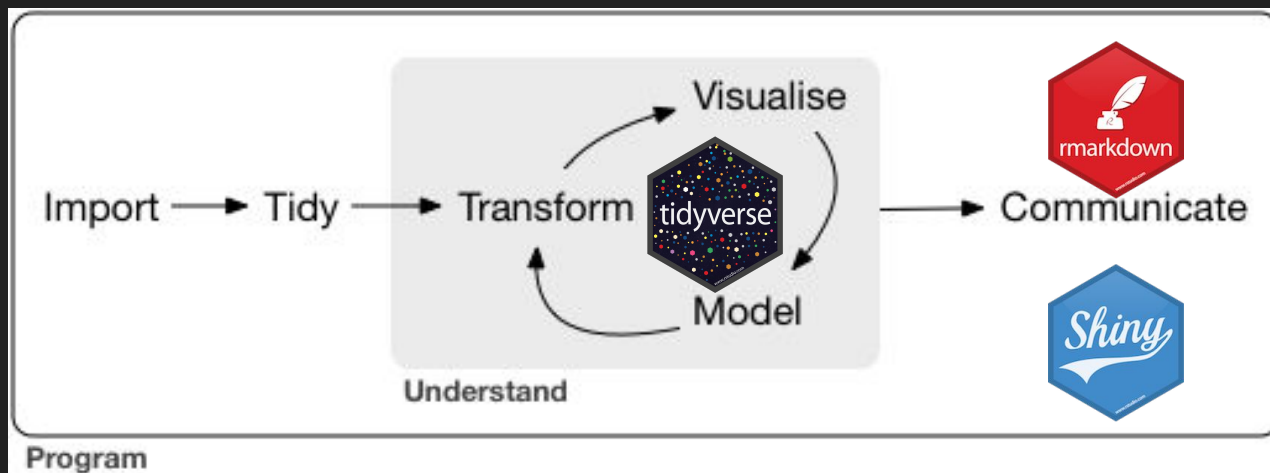 Import
Tidy
Transform
Visualise
tidyverse
Model
Understand
rmarkdown
Communicate
Shiny
Program